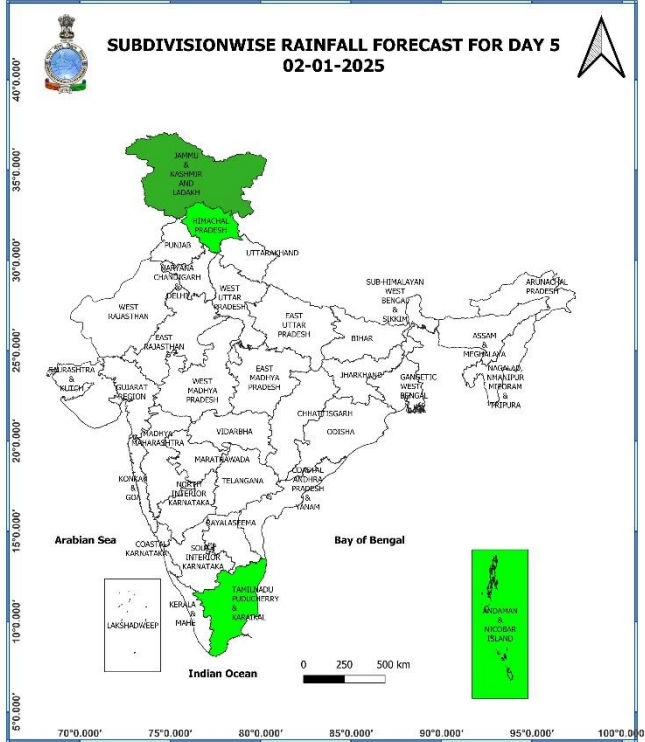 SUBDIVISIONWISE RAINFALL FORECAST FOR DAY 5
02-01-2025
40°0.000'
35°0.000'
30°0.000'
25°0.000'
20°0.000'
15°0.000'
10°0.000'
5°0.000'
JAMMU
&
KASHMIR
AND
LADAKH
HIMACHAL
PRADESH
PUNJAB
UTTARAKHAND
HARYANA
CHANDIGARH
&
DELHI
WEST
UTTAR
PRADESH
SUB-HIMALAYAN
WEST
BENGAL
&
SIKKIM
ARUNACHAL
PRADESH
WEST
RAJASTHAN
EAST
RAJASTHAN
EAST
UTTAR
PRADESH
BIHAR
ASSAM
&
MEGHALAYA
SAURASHTRA
&
KUTCH
GUJARAT
REGION
WEST
MADHYA
PRADESH
EAST
MADHYA
PRADESH
JHARKHAND
GANGETIC
WEST
BENGAL
NAGALAD,
MANIPUR
MIZORAM
&
TRIPURA
CHHATTISGARH
ODISHA
MADHYA
MAHARASHTRA
VIDARBHA
MARATHWADA
KONKAN
&
GOA
NORTH
INTERIOR
KARNATAKA
TELANGANA
COASTAL
ANDHRA
PRADESH
&
YANAM
RAYALASEEMA
Arabian Sea
COASTAL
KARNATAKA
SOUTH
INTERIOR
KARNATAKA
Bay of Bengal
LAKSHADWEEP
KERALA
&
MAHE
TAMILNADU
PUDUCHERRY
&
KARAIKAL
ANDAMAN
&
NICOBAR
ISLAND
Indian Ocean
0 250 500 km
70°0.000' 75°0.000' 80°0.000' 85°0.000' 90°0.000' 95°0.000' 100°0.000'